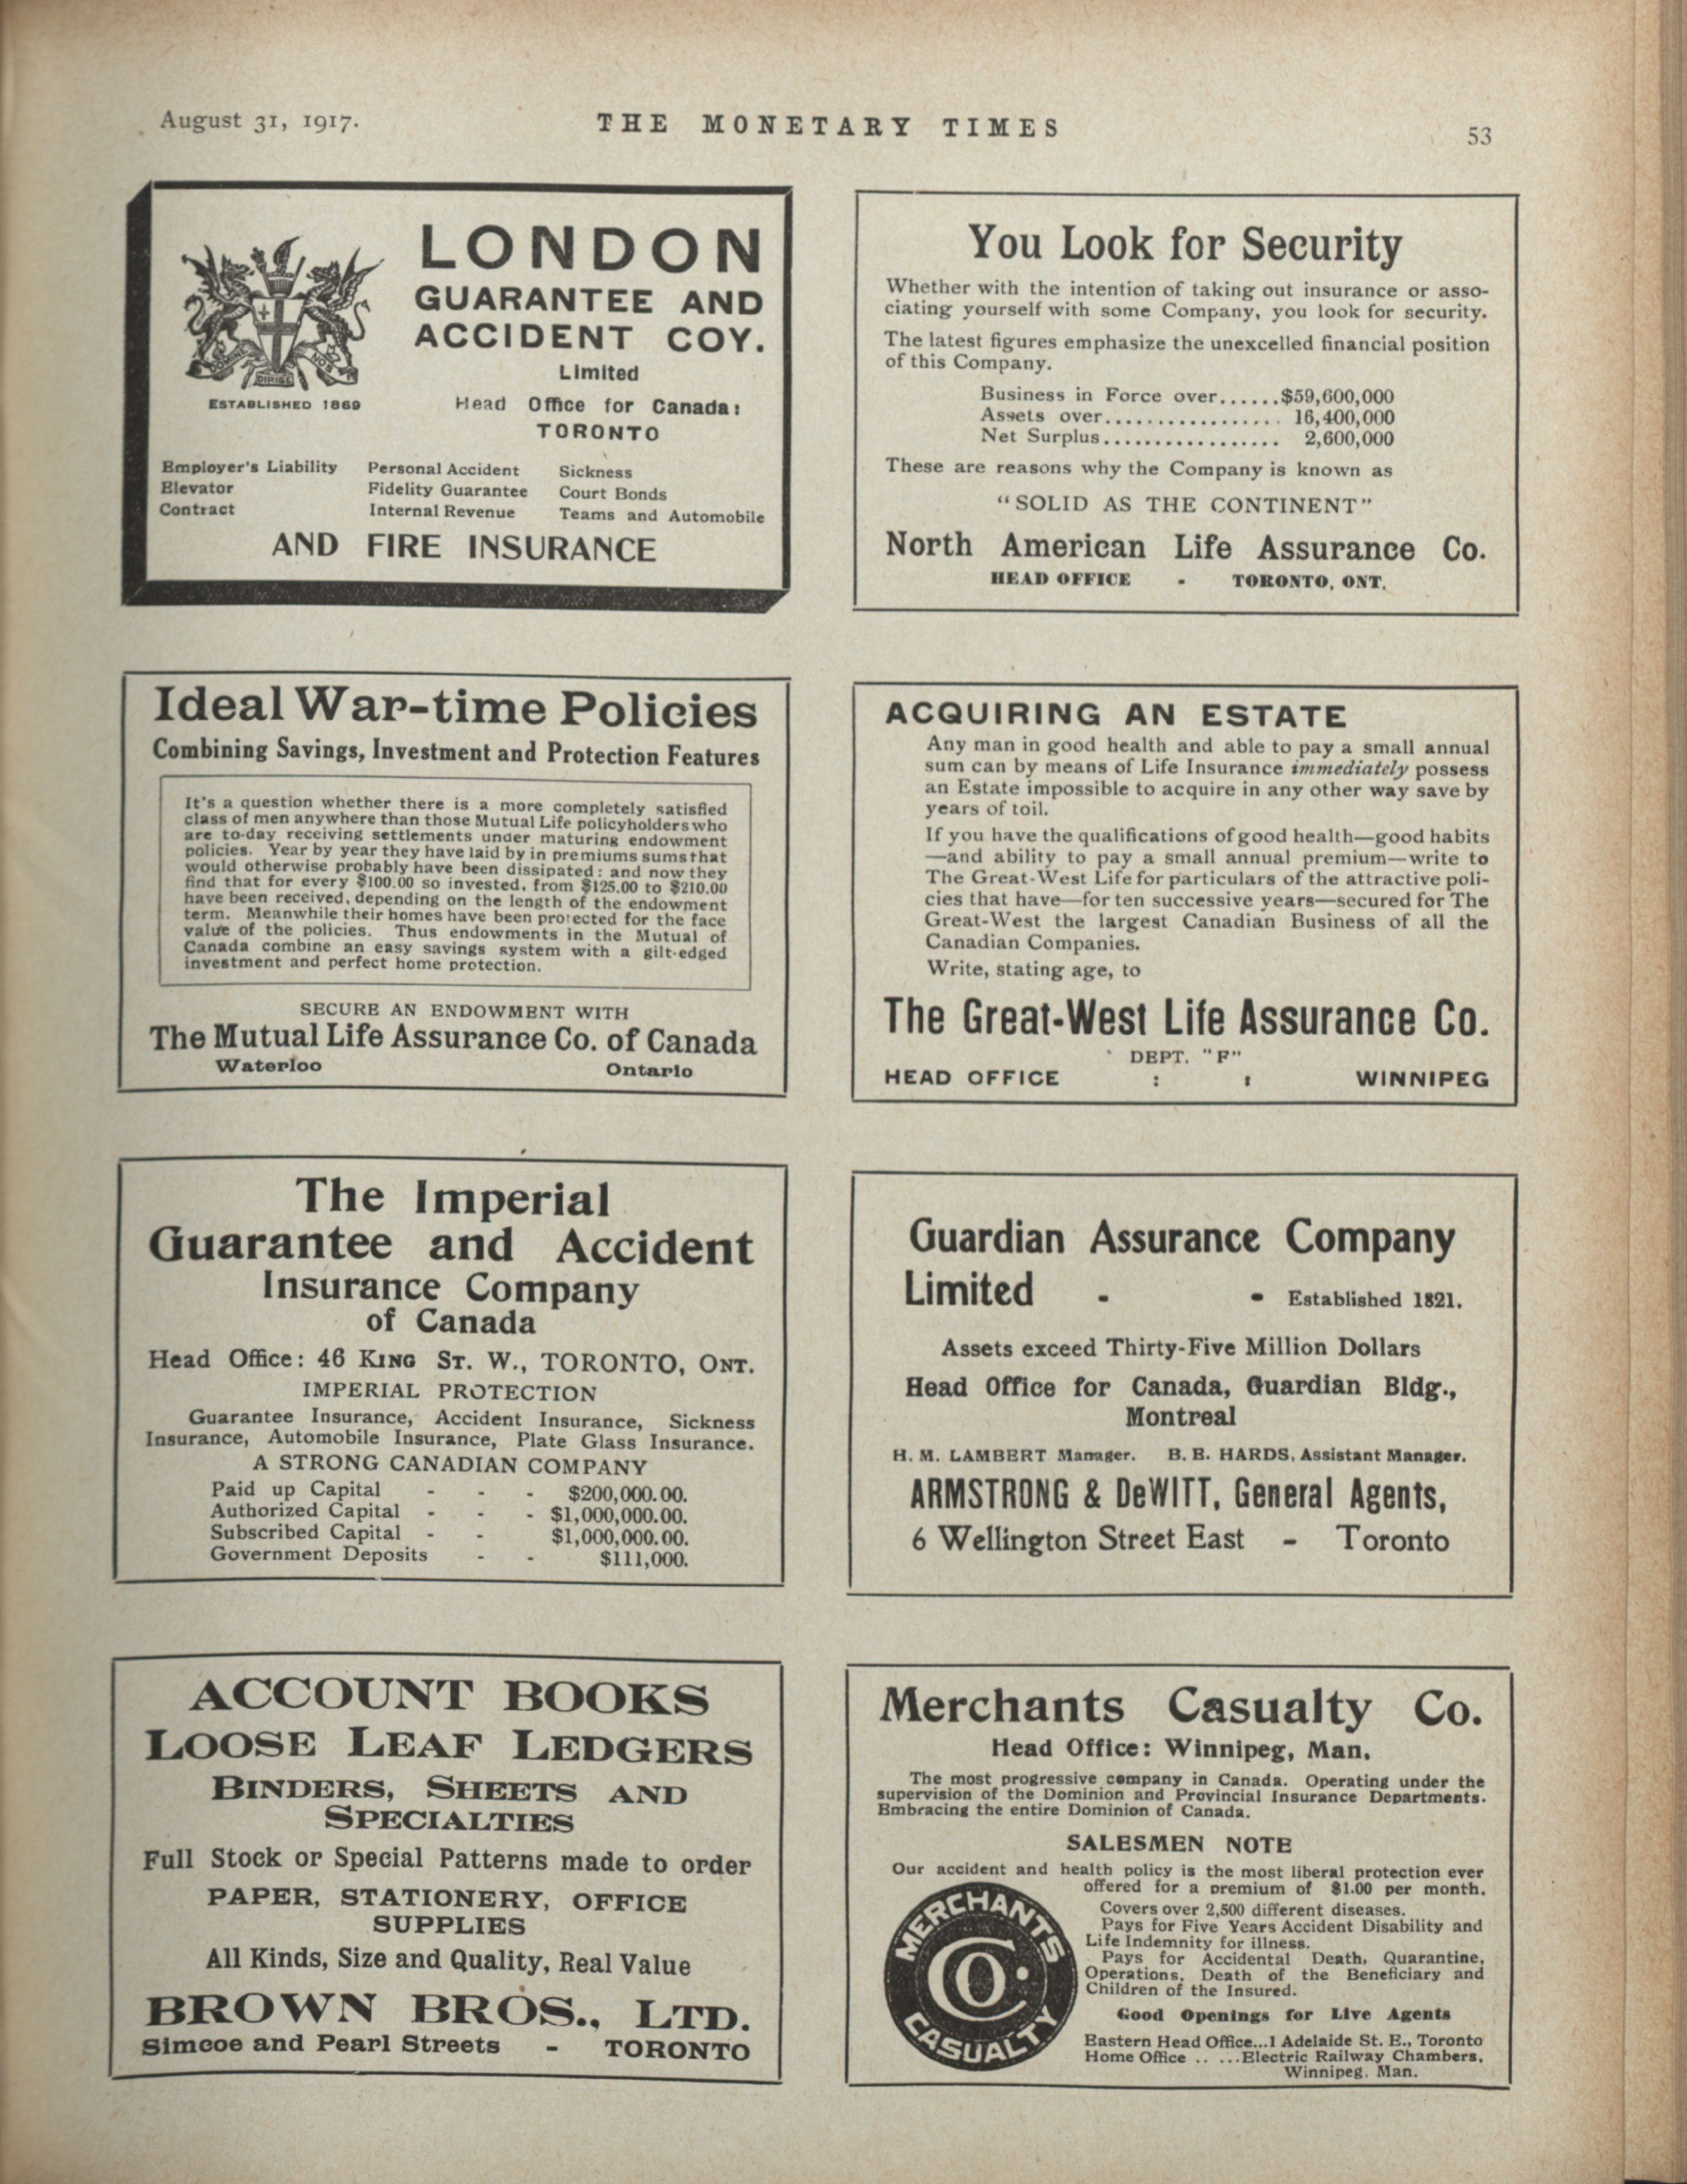 August 31, 1917.
THE MONETARY TIMES
53
LONDON
GUARANTEE AND
ACCIDENT COY.
Limited
ESTABLISHED 1869
Head Office for Canada:
TORONTO
Employer's Liability Personal Accident Sickness
Elevator Fidelity Guarantee Court Bonds
Contract Internal Revenue Teams and Automobile
AND FIRE INSURANCE
You Look for Security
Whether with the intention of taking out insurance or asso-
ciating yourself with some Company, you look for security.
The latest figures emphasize the unexcelled financial position
of this Company.
Business in Force over......$59,600,000
Assets over................. 16,400,000
Net Surplus................. 2,600,000
These are reasons why the Company is known as
"SOLID AS THE CONTINENT"
North American Life Assurance Co.
HEAD OFFICE - TORONTO, ONT.
Ideal War-time Policies
Combining Savings, Investment and Protection Features
It's a question whether there is a more completely satisfied
class of men anywhere than those Mutual Life policyholders who
are to-day receiving settlements under maturing endowment
policies. Year by year they have laid by in premiums sums that
would otherwise probably have been dissipated: and now they
find that for every $100.00 so invested, from $125.00 to $210.00
have been received, depending on the length of the endowment
term. Meanwhile their homes have been protected for the face
value of the policies. Thus endowments in the Mutual of
Canada combine an easy savings system with a gilt-edged
investment and perfect home protection.
SECURE AN ENDOWMENT WITH
The Mutual Life Assurance Co. of Canada
Waterloo Ontario
ACQUIRING AN ESTATE
Any man in good health and able to pay a small annual
sum can by means of Life Insurance immediately possess
an Estate impossible to acquire in any other way save by
years of toil.
If you have the qualifications of good health—good habits
—and ability to pay a small annual premium—write to
The Great-West Life for particulars of the attractive poli-
cies that have—for ten successive years—secured for The
Great-West the largest Canadian Business of all the
Canadian Companies.
Write, stating age, to
The Great-West Life Assurance Co.
DEPT. "F"
HEAD OFFICE : : WINNIPEG
The Imperial
Guarantee and Accident
Insurance Company
of Canada
Head Office: 46 KING ST. W., TORONTO, ONT.
IMPERIAL PROTECTION
Guarantee Insurance, Accident Insurance, Sickness
Insurance, Automobile Insurance, Plate Glass Insurance.
A STRONG CANADIAN COMPANY
Paid up Capital - - - $200,000.00.
Authorized Capital - - - $1,000,000.00.
Subscribed Capital - - $1,000,000.00.
Government Deposits - - $111,000.
Guardian Assurance Company
Limited - - Established 1821.
Assets exceed Thirty-Five Million Dollars
Head Office for Canada, Guardian Bldg.,
Montreal
H. M. LAMBERT Manager. B. B. HARDS, Assistant Manager.
ARMSTRONG & DeWITT, General Agents,
6 Wellington Street East - Toronto
ACCOUNT BOOKS
LOOSE LEAF LEDGERS
BINDERS, SHEETS AND
SPECIALTIES
Full Stock or Special Patterns made to order
PAPER, STATIONERY, OFFICE
SUPPLIES
All Kinds, Size and Quality, Real Value
BROWN BROS., LTD.
Simcoe and Pearl Streets - TORONTO
Merchants Casualty Co.
Head Office: Winnipeg, Man.
The most progressive company in Canada. Operating under the
supervision of the Dominion and Provincial Insurance Departments.
Embracing the entire Dominion of Canada.
SALESMEN NOTE
Our accident and health policy is the most liberal protection ever
offered for a premium of $1.00 per month.
Covers over 2,500 different diseases.
Pays for Five Years Accident Disability and
Life Indemnity for illness.
Pays for Accidental Death, Quarantine,
Operations, Death of the Beneficiary and
Children of the Insured.
Good Openings for Live Agents
Eastern Head Office...1 Adelaide St. E., Toronto
Home Office .. ...Electric Railway Chambers,
Winnipeg, Man.
MERCHANTS
CO.
CASUALTY